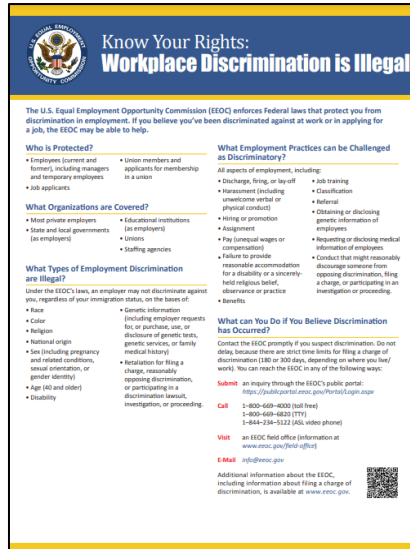 U.S. EQUAL EMPLOYMENT OPPORTUNITY COMMISSION
Know Your Rights:
Workplace Discrimination is Illegal
The U.S. Equal Employment Opportunity Commission (EEOC) enforces Federal laws that protect you from
discrimination in employment. If you believe you've been discriminated against at work or in applying for
a job, the EEOC may be able to help.
Who is Protected?
• Employees (current and
former), including managers
and temporary employees
• Job applicants
• Union members and
applicants for membership
in a union
What Organizations are Covered?
• Most private employers
• State and local governments
(as employers)
• Educational institutions
(as employers)
• Unions
• Staffing agencies
What Types of Employment Discrimination
are Illegal?
Under the EEOC's laws, an employer may not discriminate against
you, regardless of your immigration status, on the bases of:
• Race
• Color
• Religion
• National origin
• Sex (including pregnancy
and related conditions,
sexual orientation, or
gender identity)
• Age (40 and older)
• Disability
• Genetic information
(including employer requests
for, or purchase, use, or
disclosure of genetic tests,
genetic services, or family
medical history)
• Retaliation for filing a
charge, reasonably
opposing discrimination,
or participating in a
discrimination lawsuit,
investigation, or proceeding.
What Employment Practices can be Challenged
as Discriminatory?
All aspects of employment, including:
• Discharge, firing, or lay-off
• Harassment (including
unwelcome verbal or
physical conduct)
• Hiring or promotion
• Assignment
• Pay (unequal wages or
compensation)
• Failure to provide
reasonable accommodation
for a disability or a sincerely-
held religious belief,
observance or practice
• Benefits
• Job training
• Classification
• Referral
• Obtaining or disclosing
genetic information of
employees
• Requesting or disclosing medical
information of employees
• Conduct that might reasonably
discourage someone from
opposing discrimination, filing
a charge, or participating in an
investigation or proceeding.
What can You Do if You Believe Discrimination
has Occurred?
Contact the EEOC promptly if you suspect discrimination. Do not
delay, because there are strict time limits for filing a charge of
discrimination (180 or 300 days, depending on where you live/
work). You can reach the EEOC in any of the following ways:
Submit an inquiry through the EEOC's public portal:
https://publicportal.eeoc.gov/Portal/Login.aspx
Call 1–800–669–4000 (toll free)
1–800–669–6820 (TTY)
1–844–234–5122 (ASL video phone)
Visit an EEOC field office (information at
www.eeoc.gov/field-office)
E-Mail info@eeoc.gov
Additional information about the EEOC,
including information about filing a charge of
discrimination, is available at www.eeoc.gov.